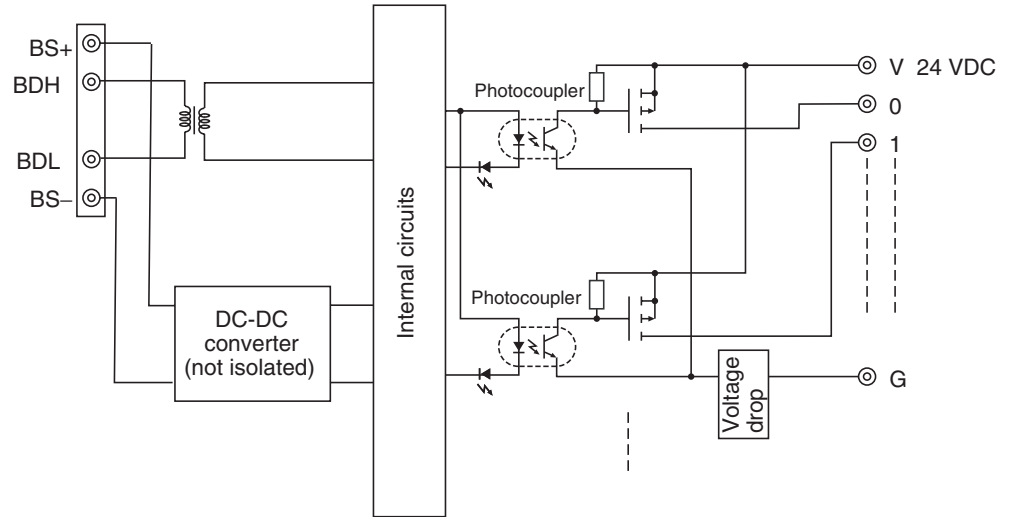 BS+
BDH
BDL
BS–
DC-DC
converter
(not isolated)
Internal circuits
Photocoupler
Photocoupler
Voltage
drop
V 24 VDC
0
1
G